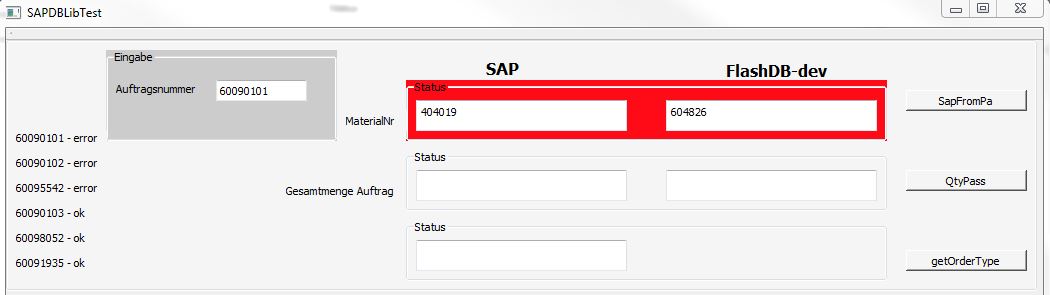 SAPDBLibTest
Eingabe
Auftragsnummer 60090101
SAP FlashDB-dev
Status
MaterialNr 404019 604826 SapFromPa
60090101 - error
60090102 - error
Status
60095542 - error
Gesamtmenge Auftrag QtyPass
60090103 - ok
Status
60098052 - ok
60091935 - ok getOrderType